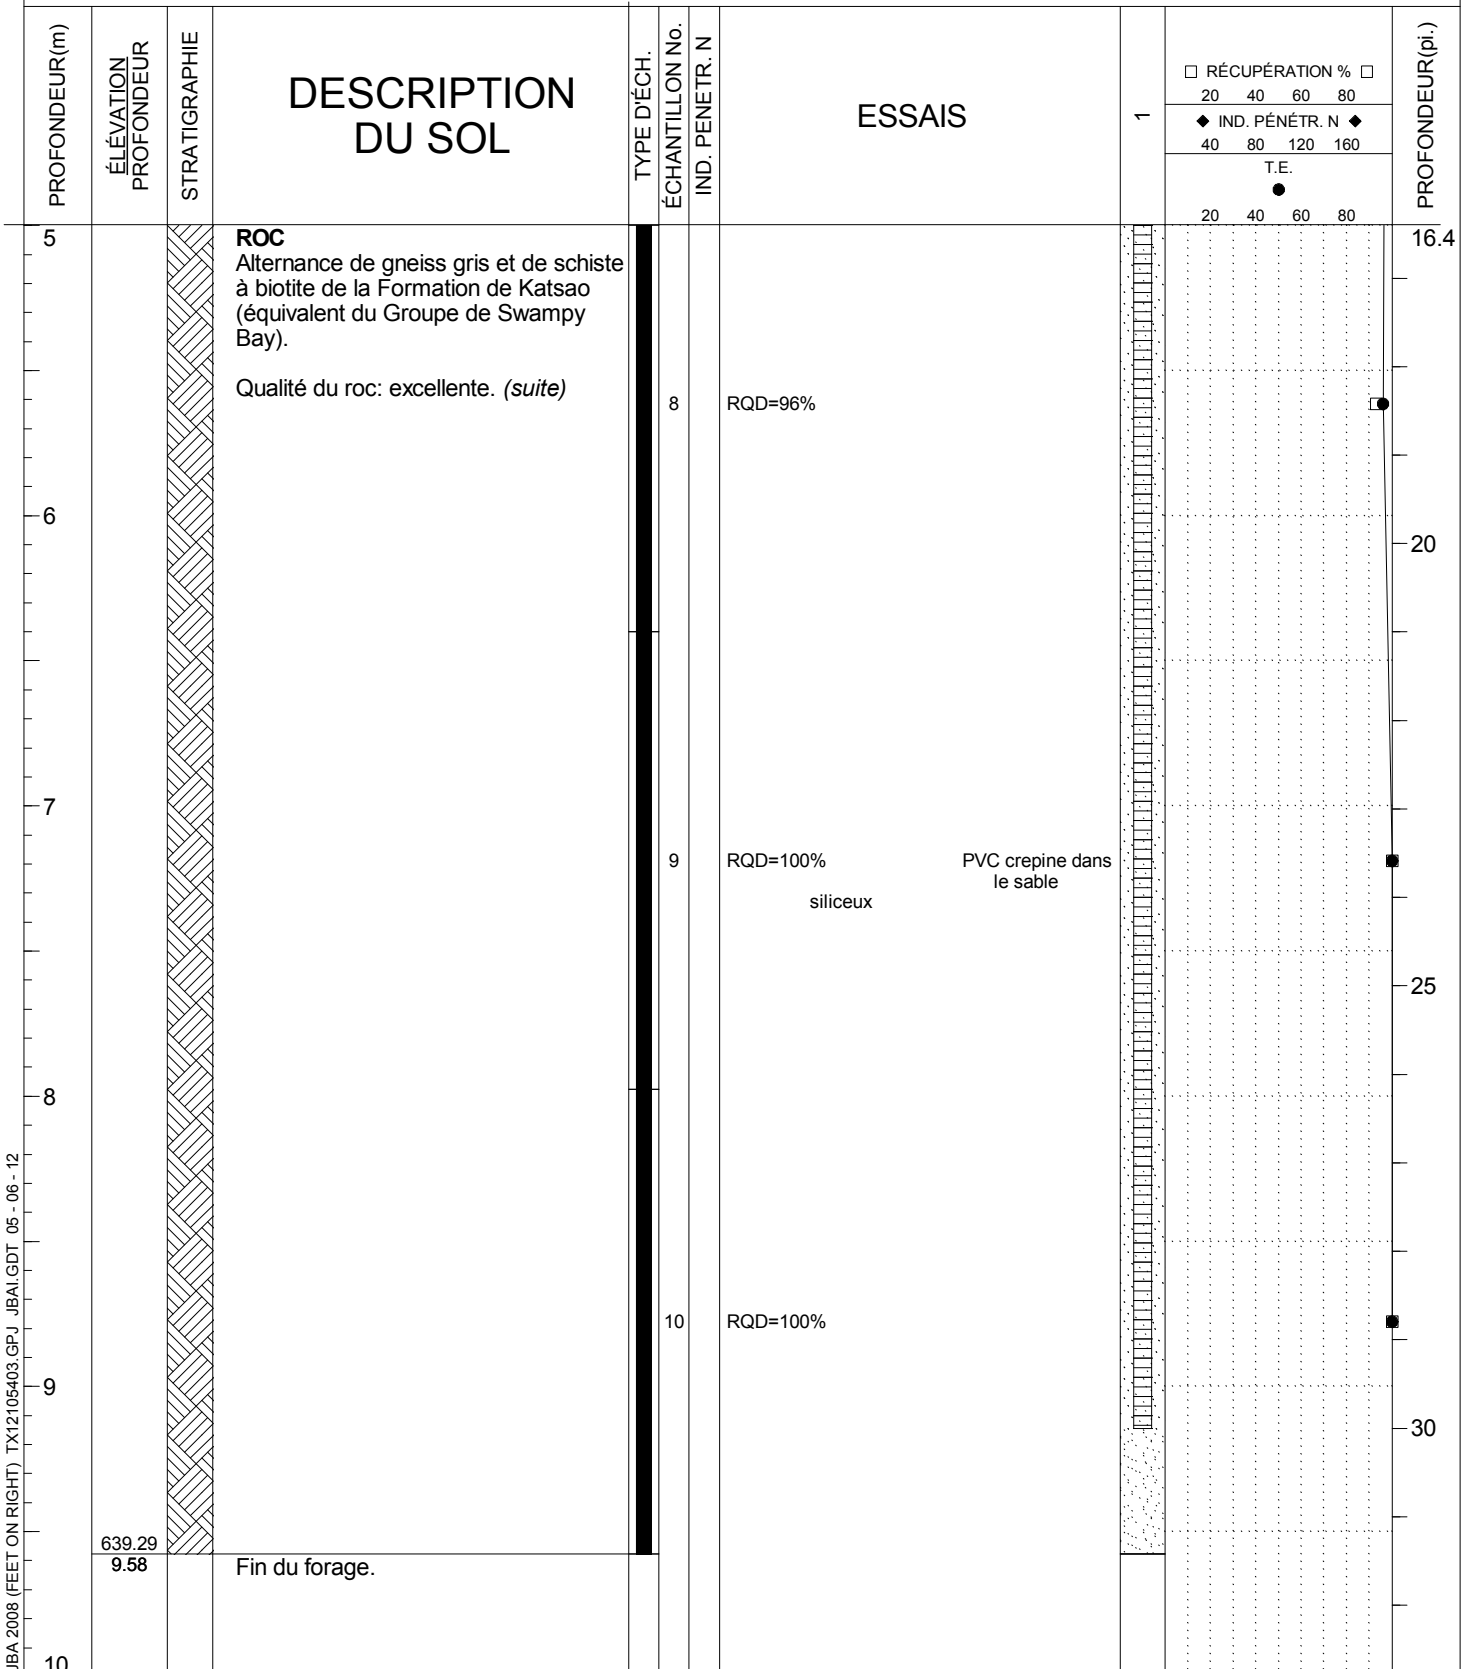 PROFONDEUR(m)
ÉLÉVATION
PROFONDEUR
STRATIGRAPHIE
DESCRIPTION
DU SOL
TYPE D'ÉCH.
ÉCHANTILLON No.
IND. PENETR. N
ESSAIS
1
□ RÉCUPÉRATION % □
20 40 60 80
◆ IND. PÉNÉTR. N ◆
40 80 120 160
T.E.
●
20 40 60 80
PROFONDEUR(pi.)
5
ROC
16.4
Alternance de gneiss gris et de schiste
à biotite de la Formation de Katsao
(équivalent du Groupe de Swampy
Bay).
Qualité du roc: excellente. (suite)
8 RQD=96%
6
20
7
9 RQD=100% PVC crepine dans
le sable
siliceux
25
8
10 RQD=100%
9
30
639.29
9.58 Fin du forage.
10
JBA 2008 (FEET ON RIGHT) TX12105403.GPJ JBAI.GDT 05 - 06 - 12